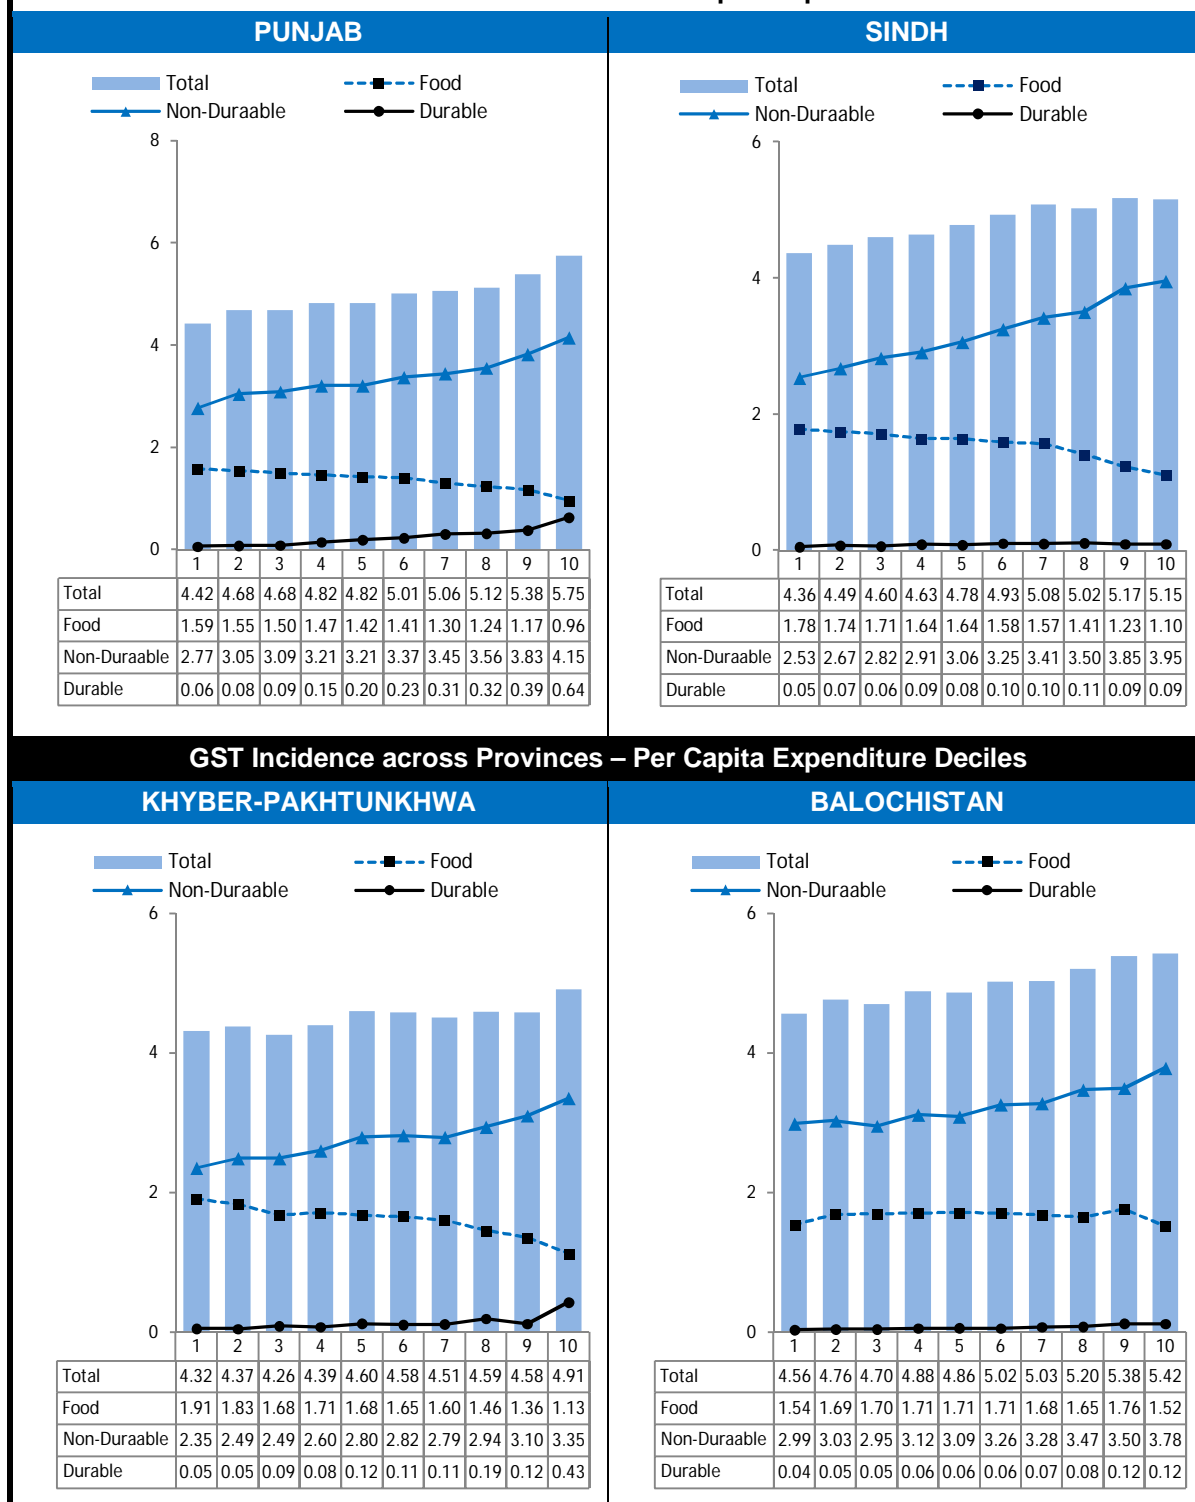 PUNJAB
SINDH
Total Food
Non-Duraable Durable
8
6
4
2
0
1 2 3 4 5 6 7 8 9 10
Total 4.42 4.68 4.68 4.82 4.82 5.01 5.06 5.12 5.38 5.75
Food 1.59 1.55 1.50 1.47 1.42 1.41 1.30 1.24 1.17 0.96
Non-Duraable 2.77 3.05 3.09 3.21 3.21 3.37 3.45 3.56 3.83 4.15
Durable 0.06 0.08 0.09 0.15 0.20 0.23 0.31 0.32 0.39 0.64
Total Food
Non-Duraable Durable
6
4
2
0
1 2 3 4 5 6 7 8 9 10
Total 4.36 4.49 4.60 4.63 4.78 4.93 5.08 5.02 5.17 5.15
Food 1.78 1.74 1.71 1.64 1.64 1.58 1.57 1.41 1.23 1.10
Non-Duraable 2.53 2.67 2.82 2.91 3.06 3.25 3.41 3.50 3.85 3.95
Durable 0.05 0.07 0.06 0.09 0.08 0.10 0.10 0.11 0.09 0.09
GST Incidence across Provinces – Per Capita Expenditure Deciles
KHYBER-PAKHTUNKHWA
BALOCHISTAN
Total Food
Non-Duraable Durable
6
4
2
0
1 2 3 4 5 6 7 8 9 10
Total 4.32 4.37 4.26 4.39 4.60 4.58 4.51 4.59 4.58 4.91
Food 1.91 1.83 1.68 1.71 1.68 1.65 1.60 1.46 1.36 1.13
Non-Duraable 2.35 2.49 2.49 2.60 2.80 2.82 2.79 2.94 3.10 3.35
Durable 0.05 0.05 0.09 0.08 0.12 0.11 0.11 0.19 0.12 0.43
Total Food
Non-Duraable Durable
6
4
2
0
1 2 3 4 5 6 7 8 9 10
Total 4.56 4.76 4.70 4.88 4.86 5.02 5.03 5.20 5.38 5.42
Food 1.54 1.69 1.70 1.71 1.71 1.71 1.68 1.65 1.76 1.52
Non-Duraable 2.99 3.03 2.95 3.12 3.09 3.26 3.28 3.47 3.50 3.78
Durable 0.04 0.05 0.05 0.06 0.06 0.06 0.07 0.08 0.12 0.12